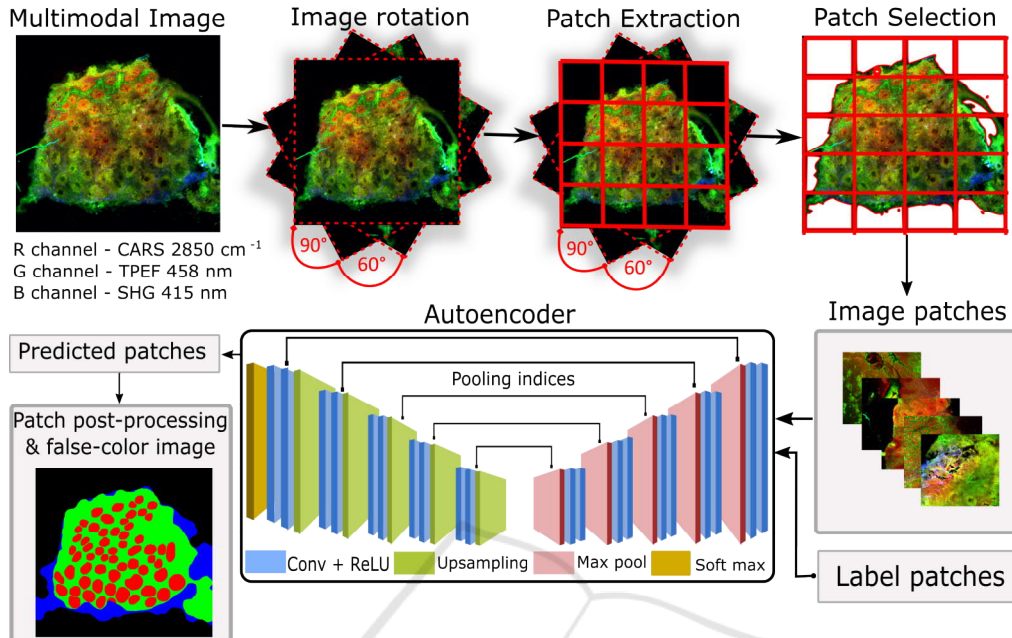 Multimodal Image
Image rotation
Patch Extraction
Patch Selection
90°
60°
90°
60°
R channel - CARS 2850 cm⁻¹
G channel - TPEF 458 nm
B channel - SHG 415 nm
Autoencoder
Image patches
Predicted patches
Pooling indices
Patch post-processing
& false-color image
Conv + ReLU
Upsampling
Max pool
Soft max
Label patches